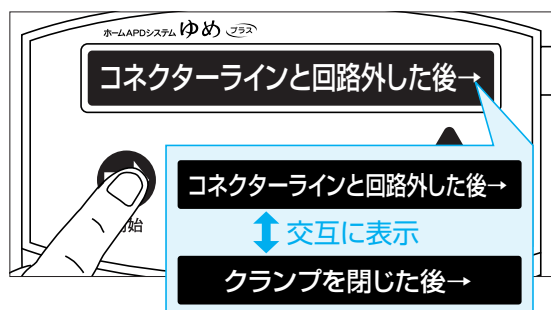 ホームAPDシステム ゆめ プラス
コネクターラインと回路外した後→
始
コネクターラインと回路外した後→
交互に表示
クランプを閉じた後→